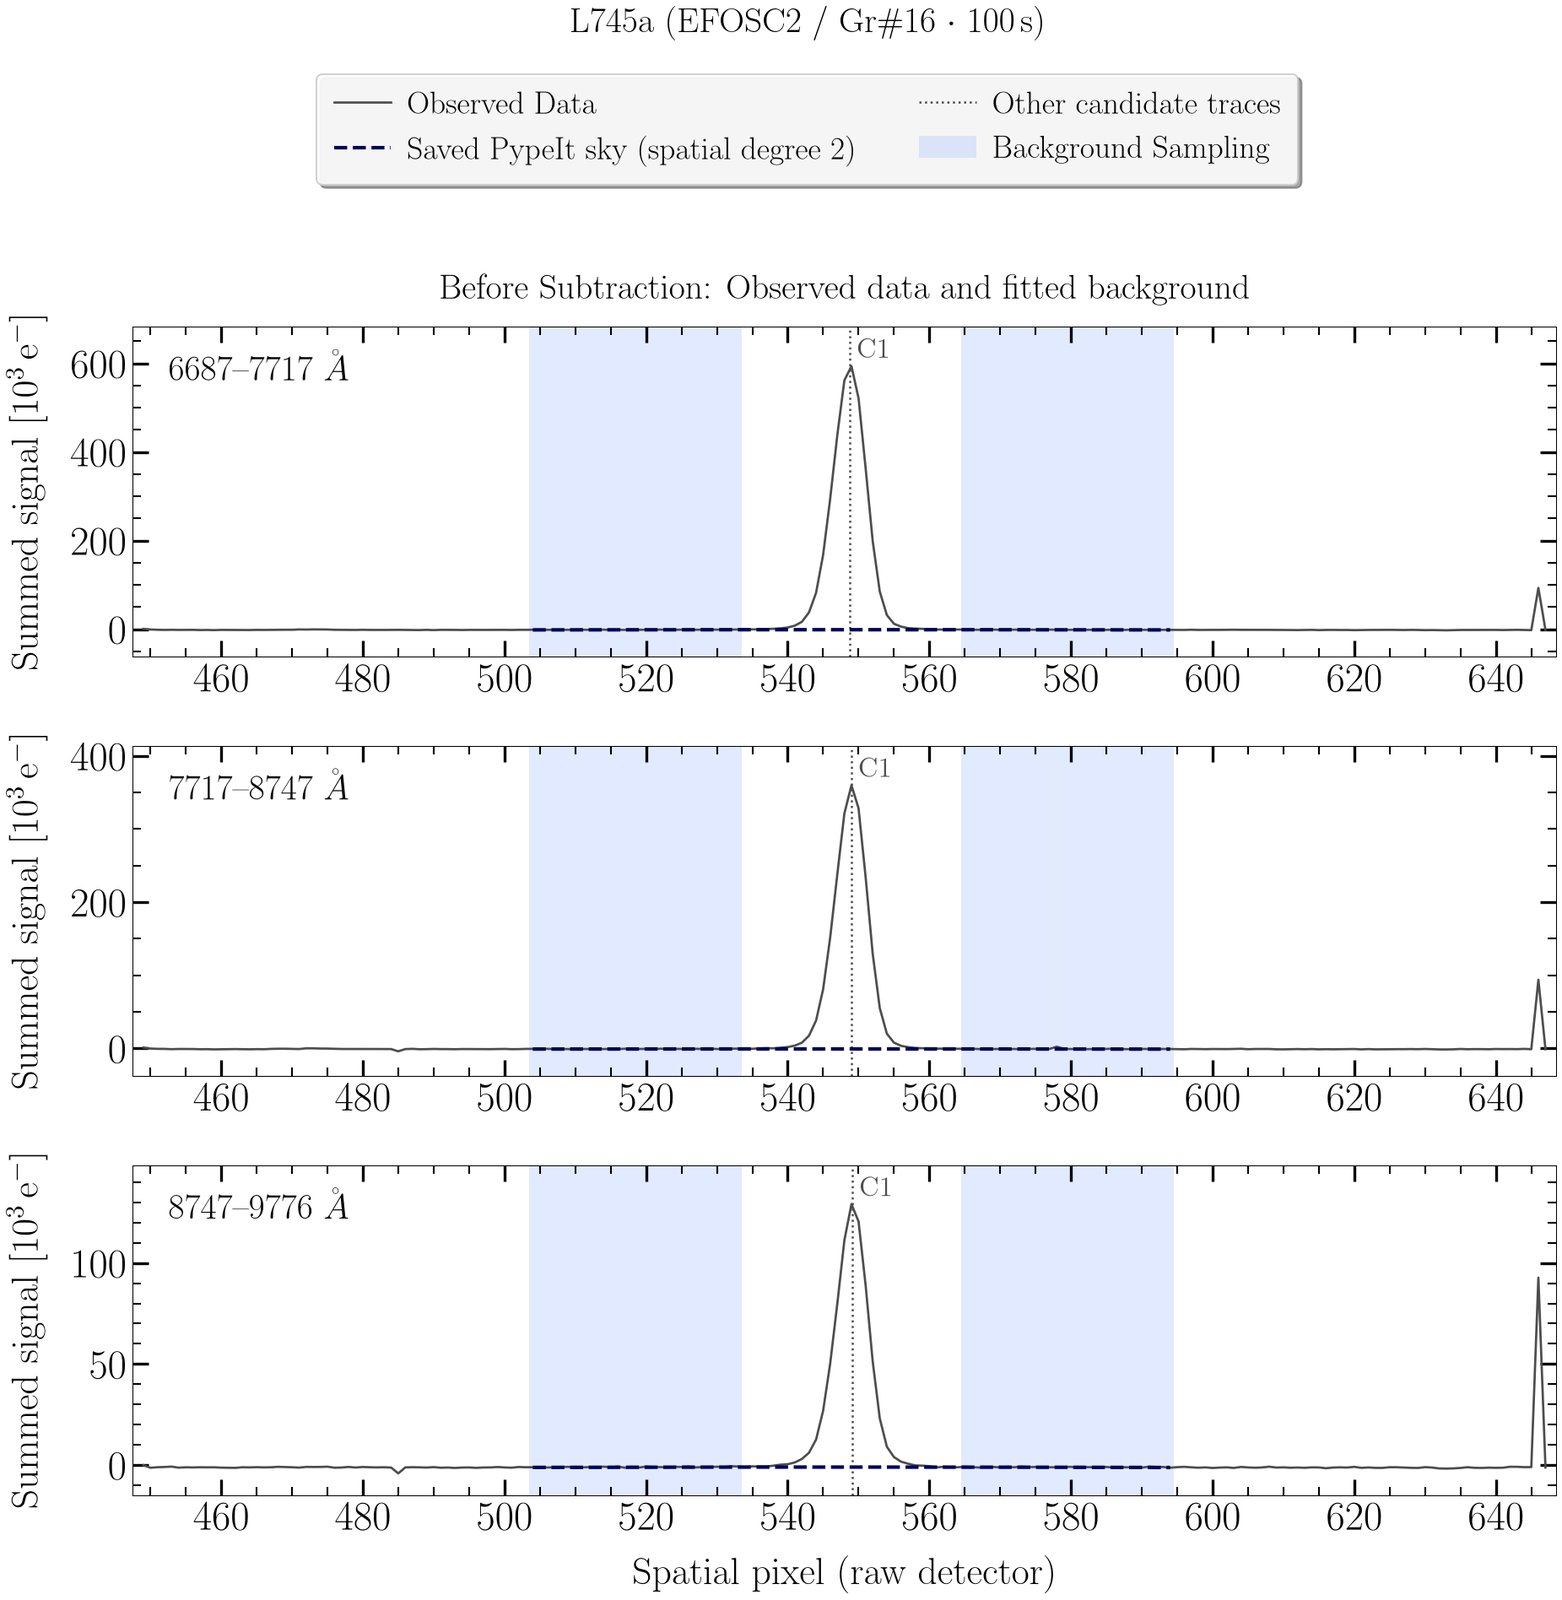 L745a (EFOSC2 / Gr#16 · 100 s)
Observed Data
Other candidate traces
Saved PypeIt sky (spatial degree 2)
Background Sampling
Before Subtraction: Observed data and fitted background
Summed signal [10³ e⁻]
6687–7717 Å
C1
600
400
200
0
460 480 500 520 540 560 580 600 620 640
Summed signal [10³ e⁻]
7717–8747 Å
C1
400
200
0
460 480 500 520 540 560 580 600 620 640
Summed signal [10³ e⁻]
8747–9776 Å
C1
100
50
0
460 480 500 520 540 560 580 600 620 640
Spatial pixel (raw detector)